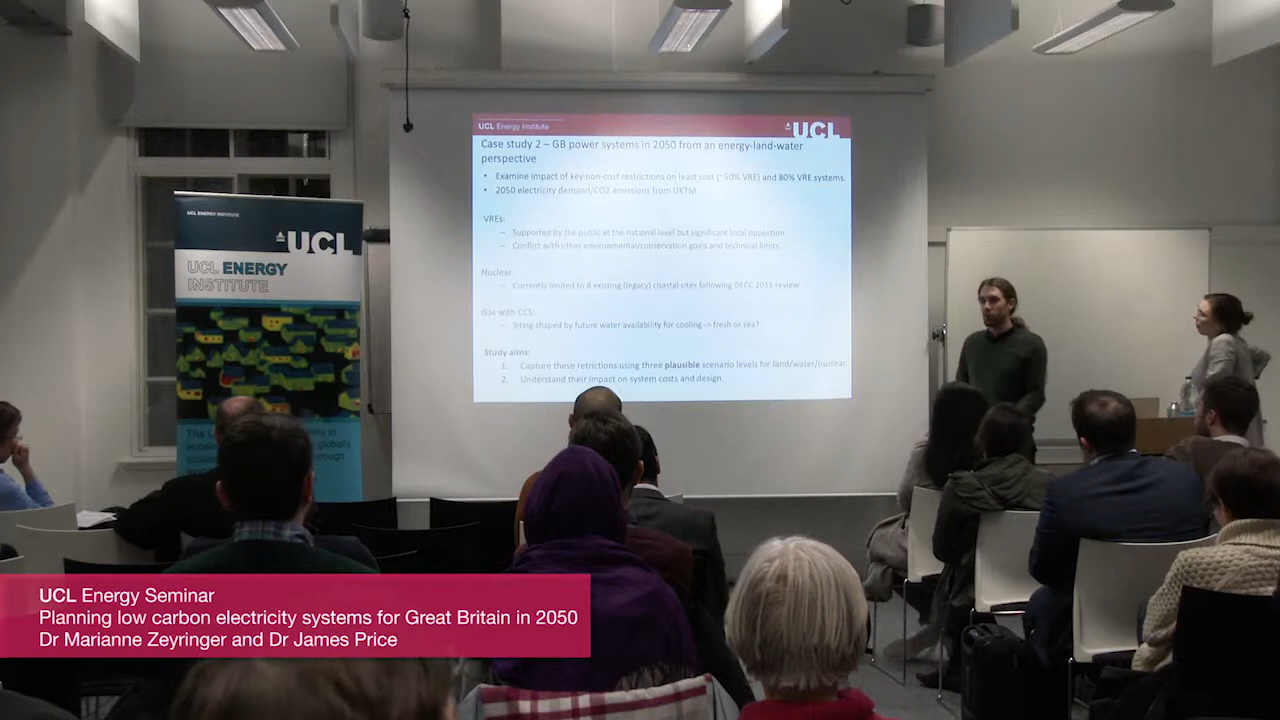 UCL Energy Institute
UCL
Case study 2 – GB power systems in 2050 from an energy-land-water
perspective
• Examine impact of key non-cost restrictions on least cost (~50% VRE) and 80% VRE systems.
• 2050 electricity demand/CO2 emissions from UKTM.
VREs:
– Supported by the public at the national level but significant local opposition
– Conflict with other environmental/conservation goals and technical limits.
Nuclear
– Currently limited to 8 existing (legacy) coastal sites following DECC 2011 review
Gas with CCS:
– Siting shaped by future water availability for cooling -> fresh or sea?
Study aims:
1. Capture these retrictions using three plausible scenario levels for land/water/nuclear
2. Understand their impact on system costs and design.
UCL ENERGY INSTITUTE
UCL
UCL ENERGY
INSTITUTE
UCL Energy Seminar
Planning low carbon electricity systems for Great Britain in 2050
Dr Marianne Zeyringer and Dr James Price